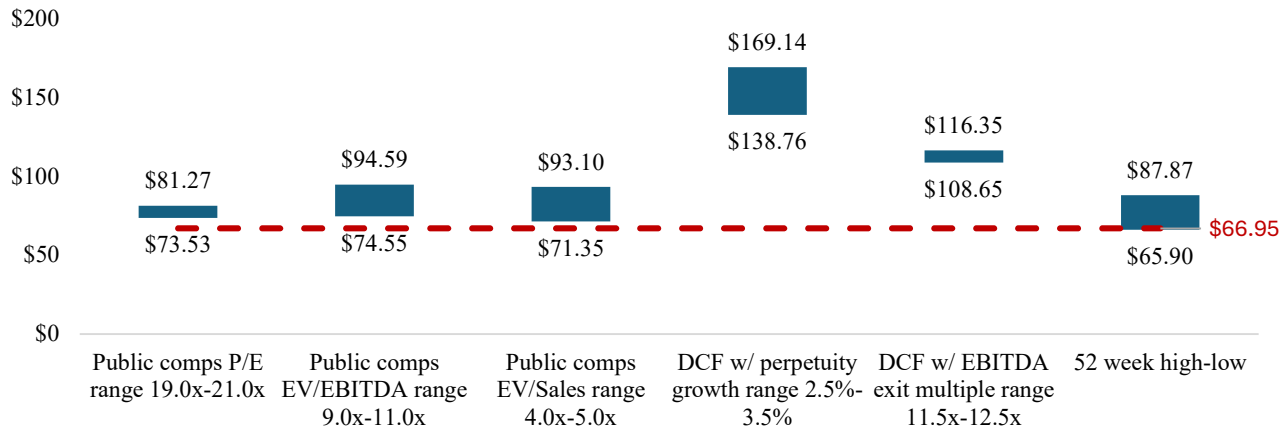 $200
$150
$100
$50
$0
$81.27
$73.53
$94.59
$74.55
$93.10
$71.35
$169.14
$138.76
$116.35
$108.65
$87.87
$65.90
$66.95
Public comps P/E
range 19.0x-21.0x
Public comps
EV/EBITDA range
9.0x-11.0x
Public comps
EV/Sales range
4.0x-5.0x
DCF w/ perpetuity
growth range 2.5%-
3.5%
DCF w/ EBITDA
exit multiple range
11.5x-12.5x
52 week high-low